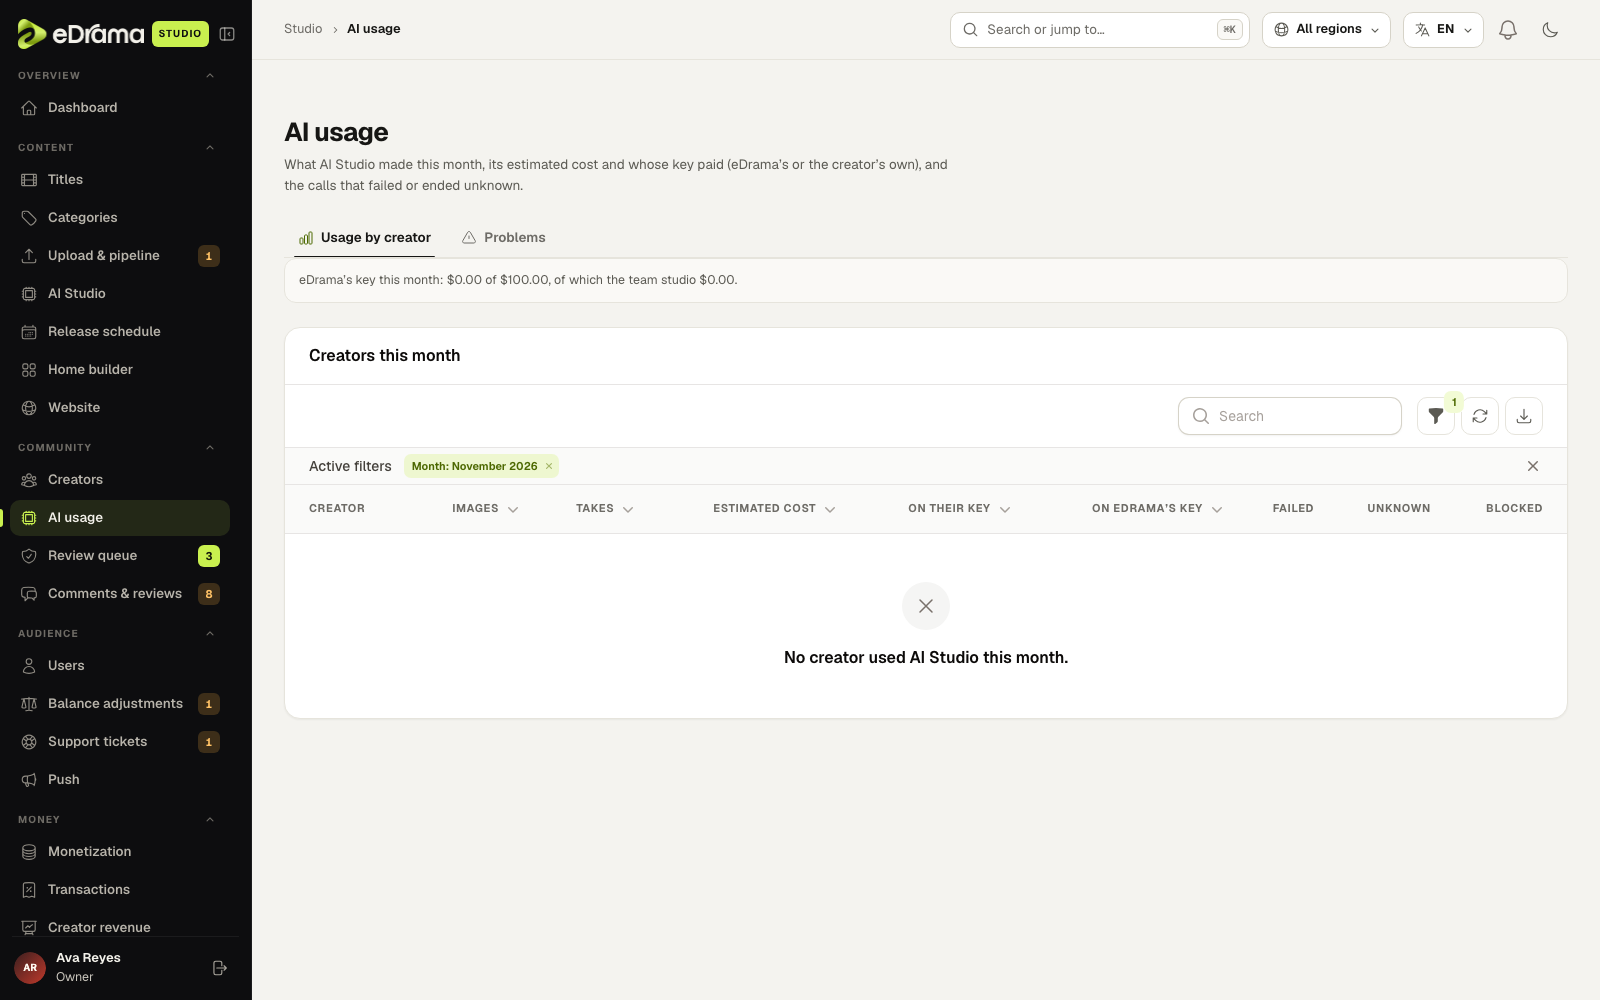 eDrama STUDIO
OVERVIEW
Dashboard
CONTENT
Titles
Categories
Upload & pipeline 1
AI Studio
Release schedule
Home builder
Website
COMMUNITY
Creators
AI usage
Review queue 3
Comments & reviews 8
AUDIENCE
Users
Balance adjustments 1
Support tickets 1
Push
MONEY
Monetization
Transactions
Creator revenue
AR
Ava Reyes
Owner
Studio › AI usage
Search or jump to… ⌘K
All regions
EN
AI usage
What AI Studio made this month, its estimated cost and whose key paid (eDrama's or the creator's own), and
the calls that failed or ended unknown.
Usage by creator
Problems
eDrama's key this month: $0.00 of $100.00, of which the team studio $0.00.
Creators this month
Search
1
Active filters
Month: November 2026 ×
CREATOR IMAGES TAKES ESTIMATED COST ON THEIR KEY ON EDRAMA'S KEY FAILED UNKNOWN BLOCKED
No creator used AI Studio this month.